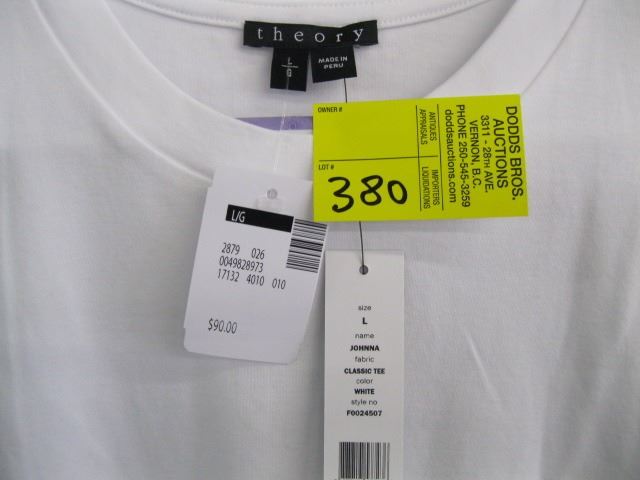 theory
L
G
MADE IN
PERU
OWNER #
LOT #
380
ANTIQUES
APPRAISALS
IMPORTERS
LIQUIDATIONS
DODDS BROS.
AUCTIONS
3311 - 28TH AVE.
VERNON, B.C.
PHONE 250-545-3259
doddsauctions.com
L/G
2879 026
0049828973
17132 4010 010
$90.00
size
L
name
JOHNNA
fabric
CLASSIC TEE
color
WHITE
style no
F0024507